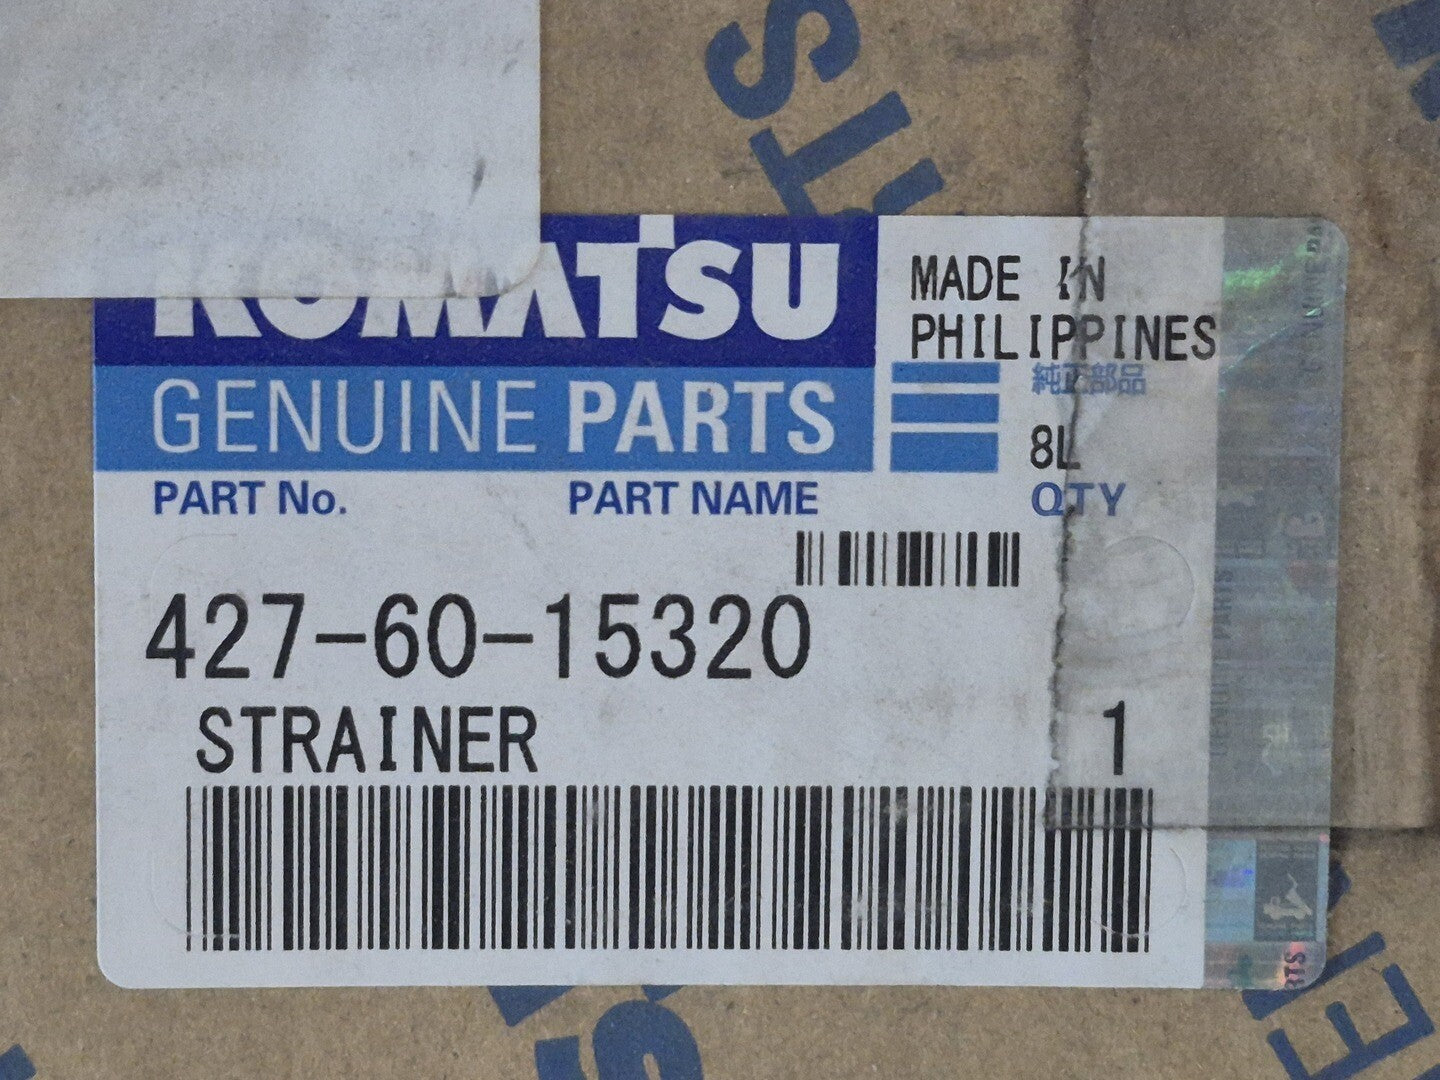 KOMATSU
GENUINE PARTS
MADE IN
PHILIPPINES
純正部品
8L
PART No.
PART NAME
QTY
427-60-15320
STRAINER
1